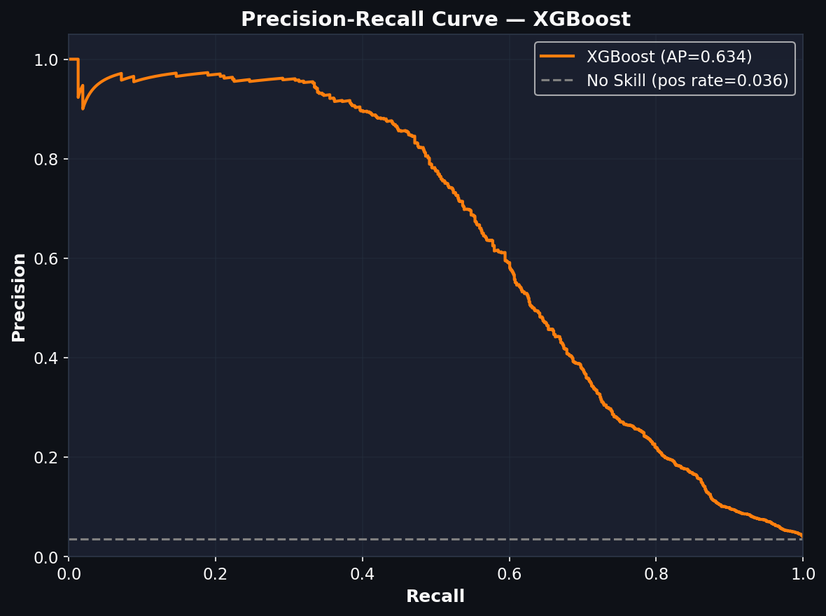 Precision-Recall Curve — XGBoost
XGBoost (AP=0.634)
No Skill (pos rate=0.036)
Precision
1.0
0.8
0.6
0.4
0.2
0.0
0.0 0.2 0.4 0.6 0.8 1.0
Recall